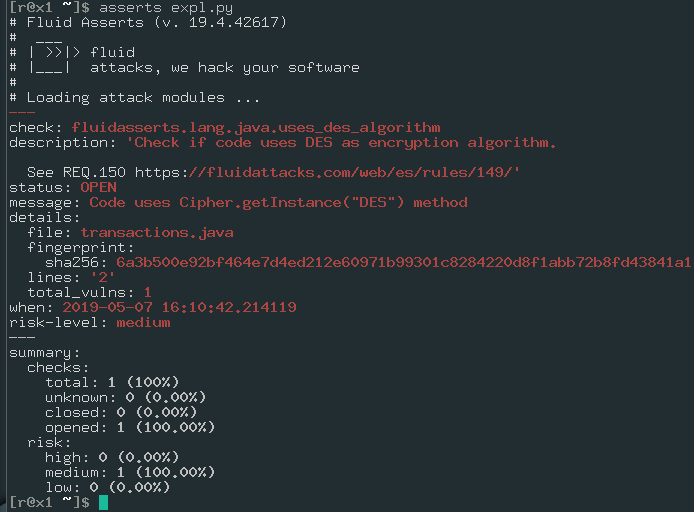 [r@x1 ~]$ asserts expl.py
# Fluid Asserts (v. 19.4.42617)
#  ___
# | >>|> fluid
# |___|  attacks, we hack your software
#
# Loading attack modules ...
---
check: fluidasserts.lang.java.uses_des_algorithm
description: 'Check if code uses DES as encryption algorithm.

  See REQ.150 https://fluidattacks.com/web/es/rules/149/'
status: OPEN
message: Code uses Cipher.getInstance("DES") method
details:
  file: transactions.java
  fingerprint:
    sha256: 6a3b500e92bf464e7d4ed212e60971b99301c8284220d8f1abb72b8fd43841a1
  lines: '2'
  total_vulns: 1
when: 2019-05-07 16:10:42.214119
risk-level: medium
---
summary:
  checks:
    total: 1 (100%)
    unknown: 0 (0.00%)
    closed: 0 (0.00%)
    opened: 1 (100.00%)
  risk:
    high: 0 (0.00%)
    medium: 1 (100.00%)
    low: 0 (0.00%)
[r@x1 ~]$